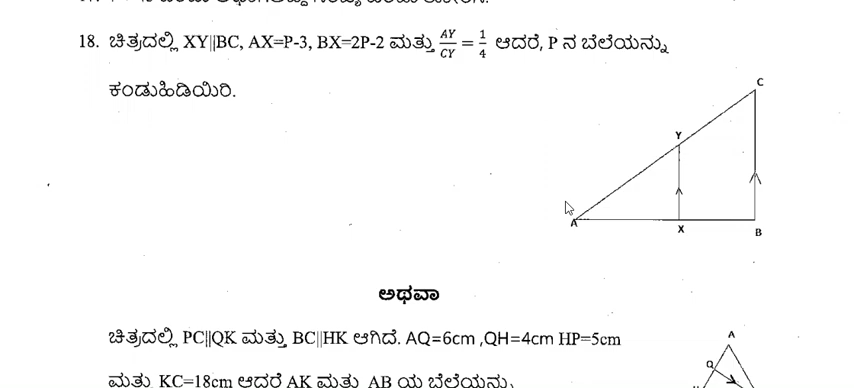 18. ಚಿತ್ರದಲ್ಲಿ XY||BC, AX=P-3, BX=2P-2 ಮತ್ತು AY/CY = 1/4 ಆದರೆ, P ನ ಬೆಲೆಯನ್ನು
ಕಂಡುಹಿಡಿಯಿರಿ.
C
Y
A
X
B
ಅಥವಾ
ಚಿತ್ರದಲ್ಲಿ PC||QK ಮತ್ತು BC||HK ಆಗಿದೆ. AQ=6cm ,QH=4cm HP=5cm
A
Q
ಮತ್ತು KC=18cm ಆದರೆ AK ಮತ್ತು AB ಯ ಬೆಲೆಯನ್ನು